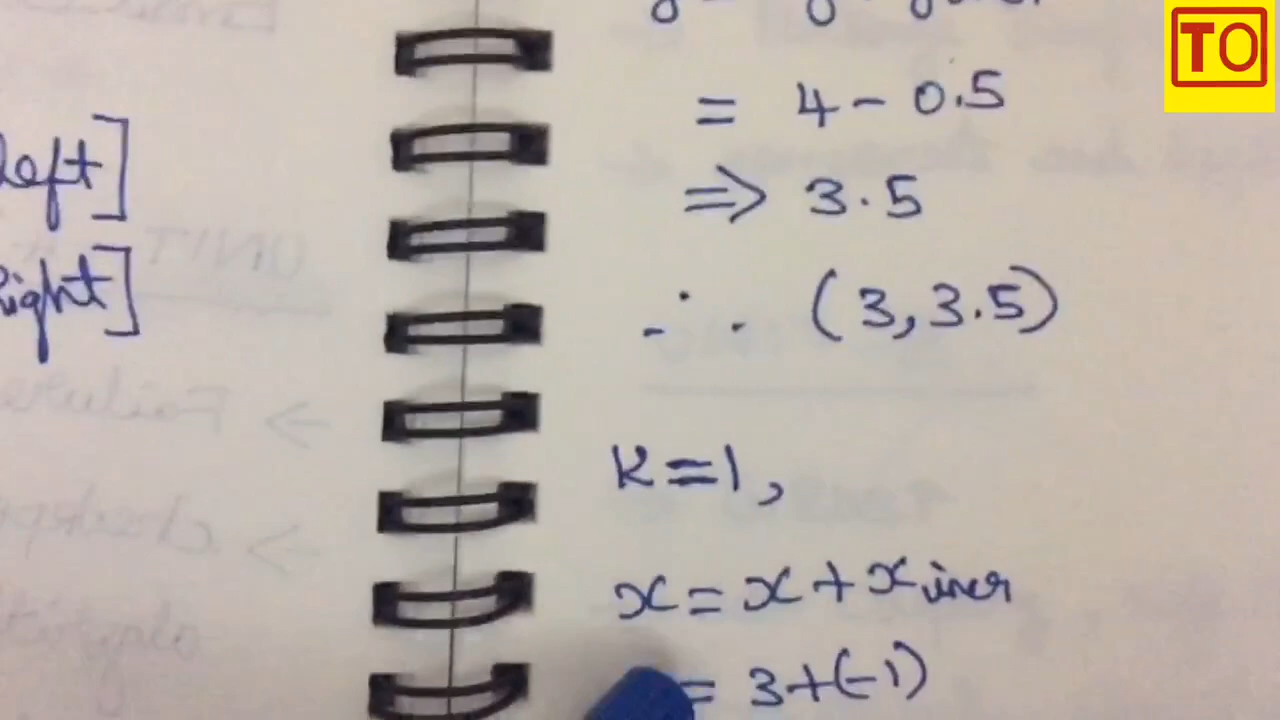 left]
Right]
TO
= 4 - 0.5
=> 3.5
∴ (3, 3.5)
K=1,
x = x + x incr
= 3+(-1)